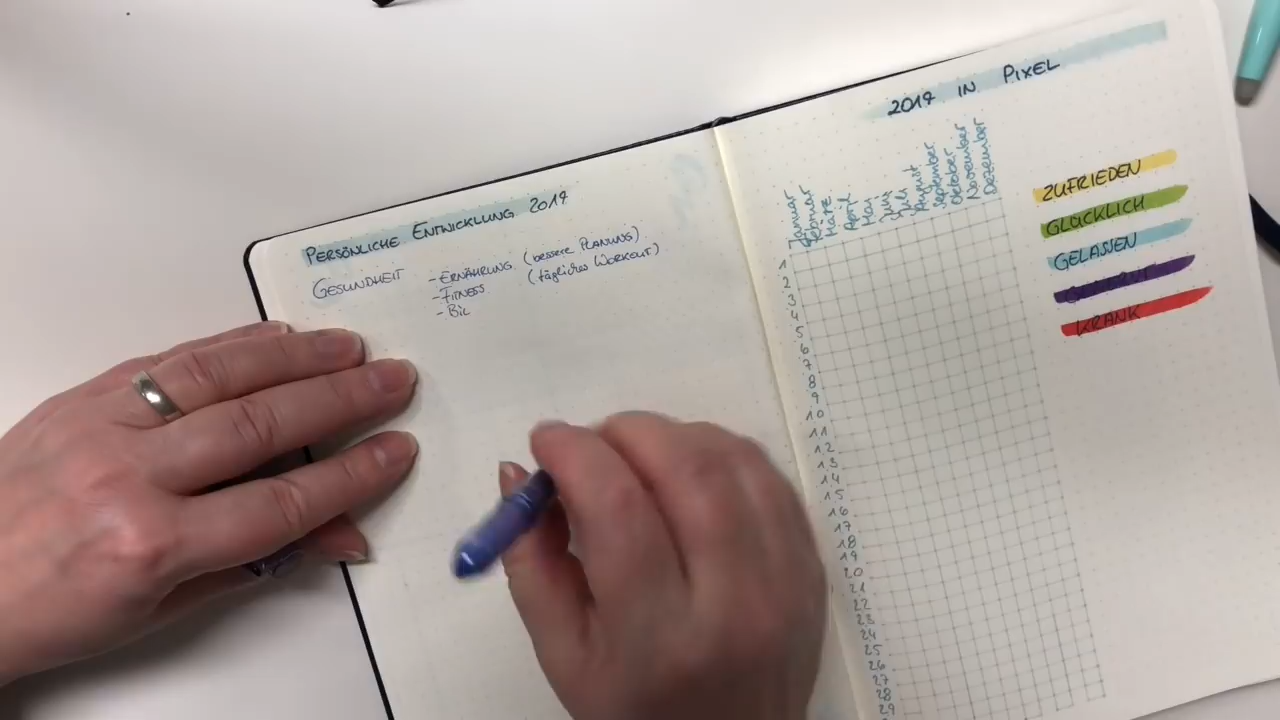 PERSÖNLICHE ENTWICKLUNG 2019
GESUNDHEIT - ERNÄHRUNG (bessere PLANUNG)
- FITNESS (tägliches WORKOUT)
- Bil
2019 IN PIXEL
Januar
Februar
März
April
Mai
Juni
Juli
August
September
Oktober
November
Dezember
1
2
3
4
5
6
7
8
9
10
11
12
13
14
15
16
17
18
19
20
21
22
23
24
25
26
27
28
29
ZUFRIEDEN
GLÜCKLICH
GELASSEN
KRANK